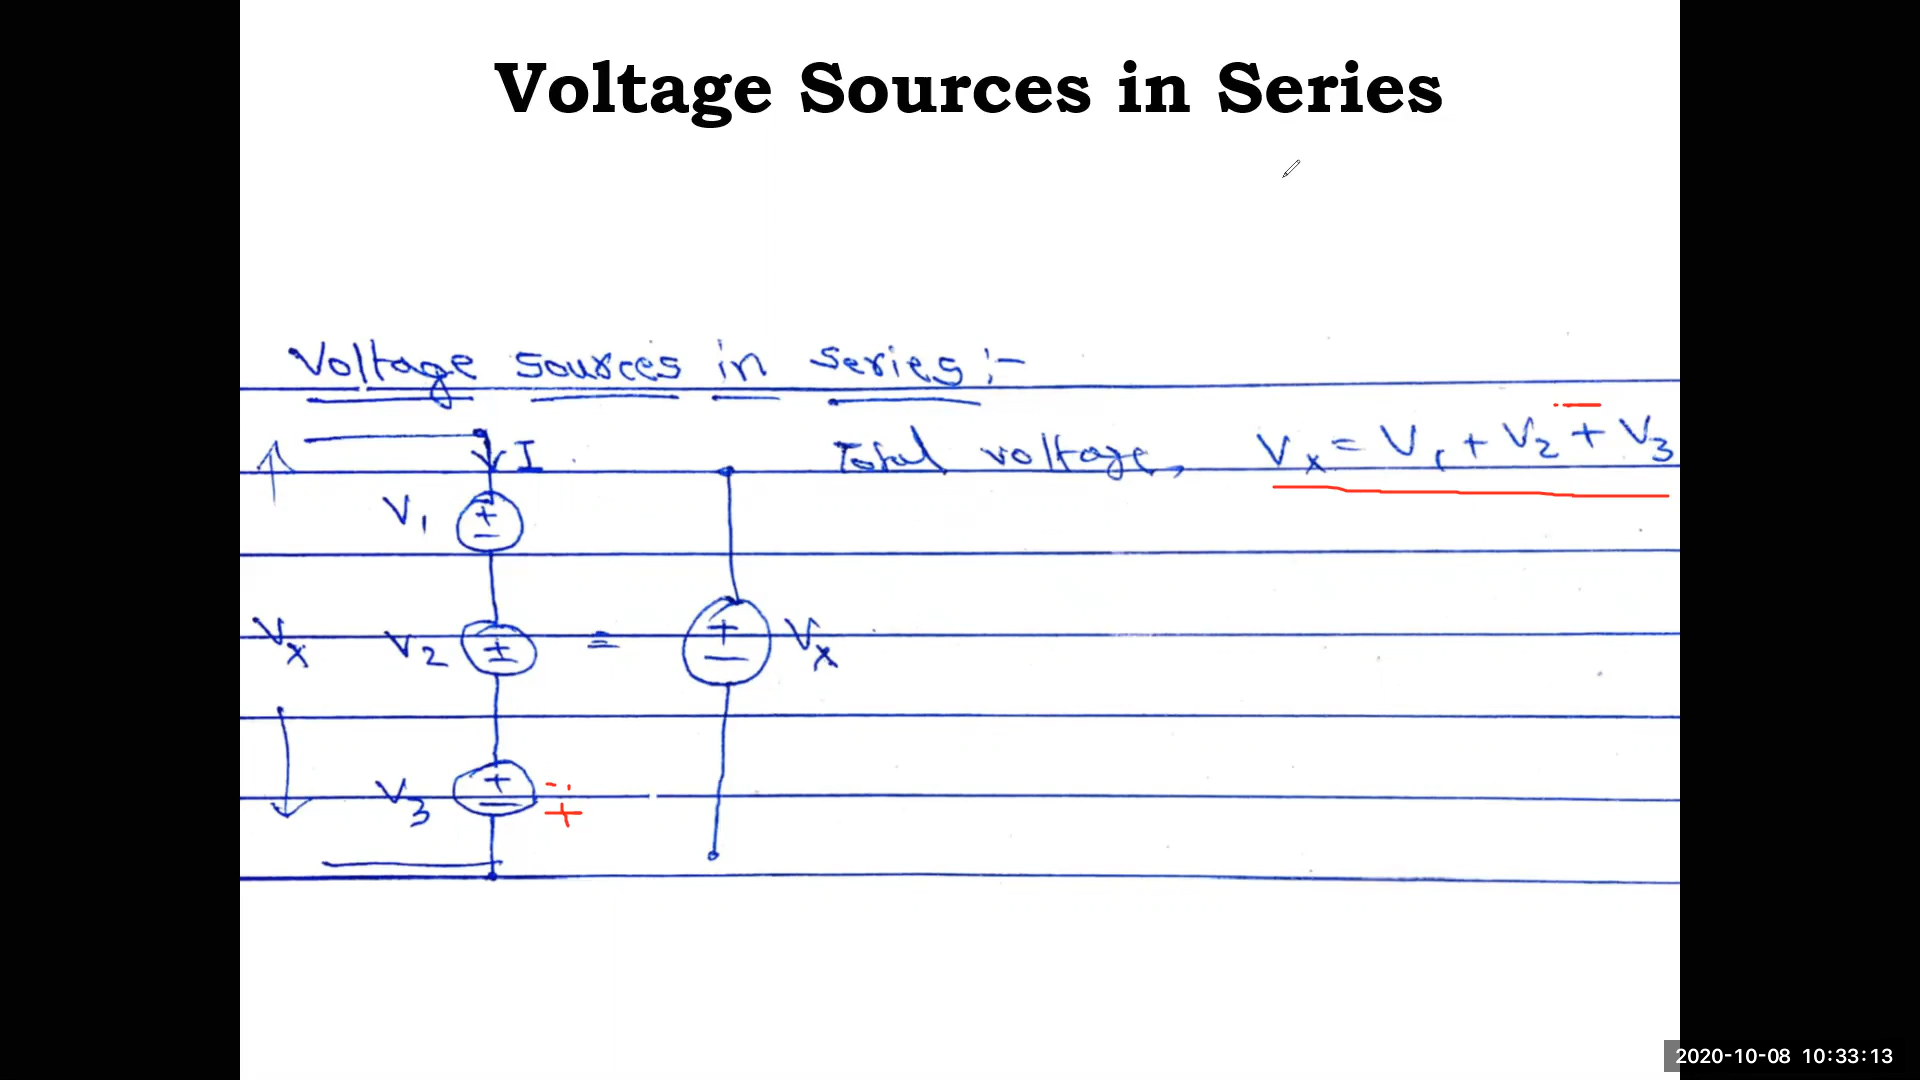 Voltage Sources in Series
Voltage sources in series :-
I
Total voltage, Vx = V1 + V2 + V3
V1 + -
Vx V2 ± = + - Vx
V3 + - - +
2020-10-08 10:33:13